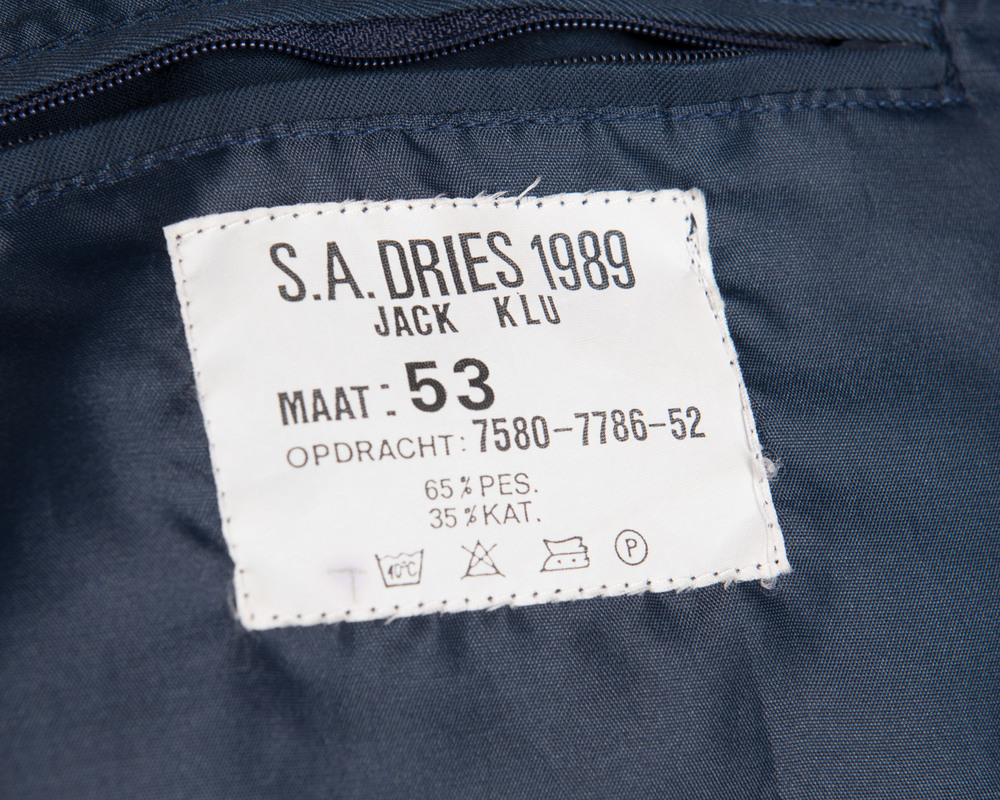 S.A. DRIES 1989
JACK KLU
MAAT: 53
OPDRACHT: 7580-7786-52
65% PES.
35% KAT.
40°C P